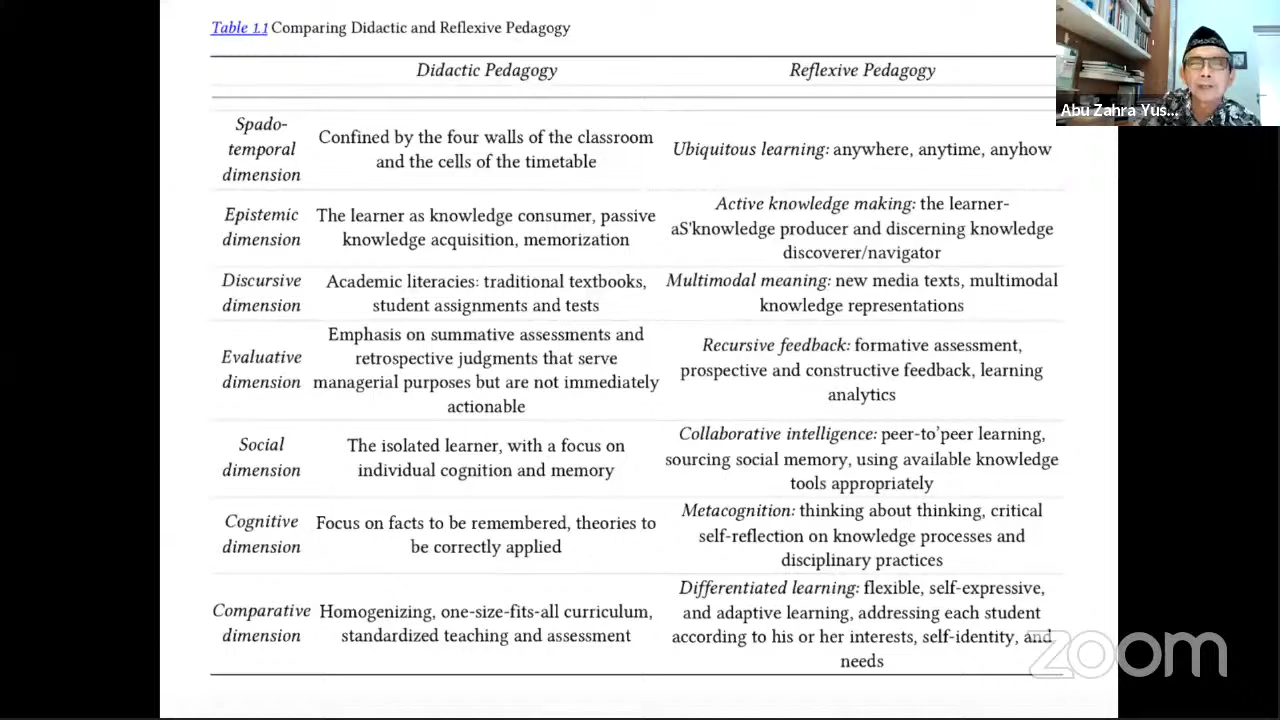 Table 1.1 Comparing Didactic and Reflexive Pedagogy
Didactic Pedagogy
Reflexive Pedagogy
Spado-
temporal
dimension
Confined by the four walls of the classroom
and the cells of the timetable
Ubiquitous learning: anywhere, anytime, anyhow
Epistemic
dimension
The learner as knowledge consumer, passive
knowledge acquisition, memorization
Active knowledge making: the learner-
aS'knowledge producer and discerning knowledge
discoverer/navigator
Discursive
dimension
Academic literacies: traditional textbooks,
student assignments and tests
Multimodal meaning: new media texts, multimodal
knowledge representations
Evaluative
dimension
Emphasis on summative assessments and
retrospective judgments that serve
managerial purposes but are not immediately
actionable
Recursive feedback: formative assessment,
prospective and constructive feedback, learning
analytics
Social
dimension
The isolated learner, with a focus on
individual cognition and memory
Collaborative intelligence: peer-to’peer learning,
sourcing social memory, using available knowledge
tools appropriately
Cognitive
dimension
Focus on facts to be remembered, theories to
be correctly applied
Metacognition: thinking about thinking, critical
self-reflection on knowledge processes and
disciplinary practices
Comparative
dimension
Homogenizing, one-size-fits-all curriculum,
standardized teaching and assessment
Differentiated learning: flexible, self-expressive,
and adaptive learning, addressing each student
according to his or her interests, self-identity, and
needs
Abu Zahra Yus...
zoom